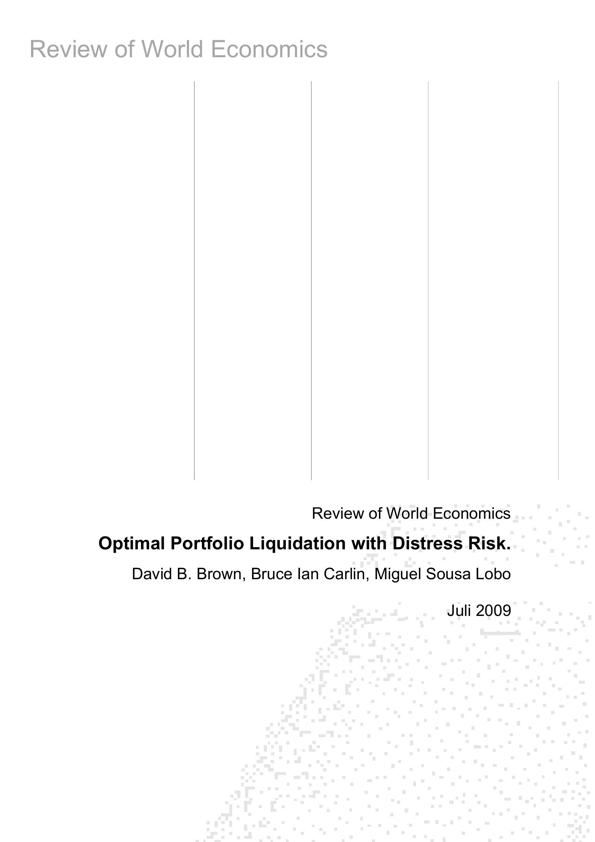 Review of World Economics
Review of World Economics
Optimal Portfolio Liquidation with Distress Risk.
David B. Brown, Bruce Ian Carlin, Miguel Sousa Lobo
Juli 2009